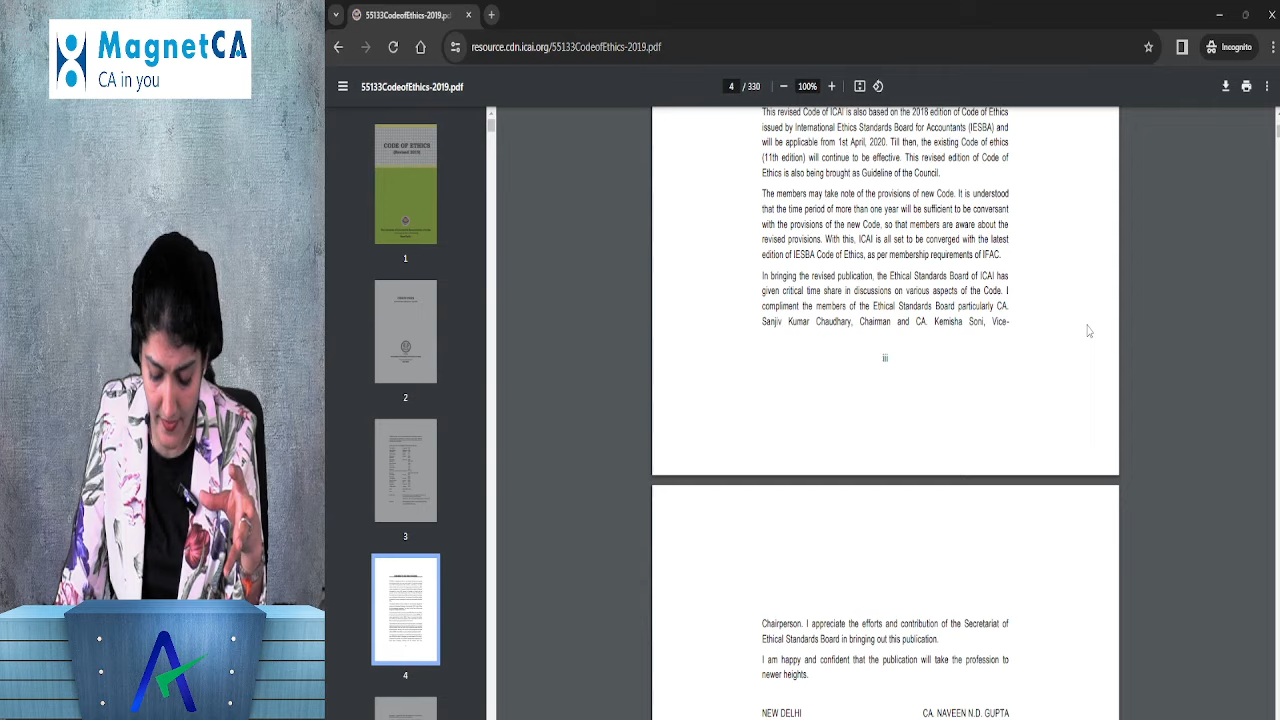 MagnetCA
CA in you
55133CodeofEthics-2019.pd
Incognito
55133CodeofEthics-2019.pdf
4 / 330
100%
CODE OF ETHICS
1
2
3
4
This revised Code of ICAI is also based on the 2018 edition of Code of Ethics
issued by International Ethics Standards Board for Accountants (IESBA) and
will be applicable from 1st April, 2020. Till then, the existing Code of ethics
(11th edition) will continue to be effective. This revised edition of Code of
Ethics is also being brought as Guideline of the Council.
The members may take note of the provisions of new Code. It is understood
that the time period of more than one year will be sufficient to be conversant
with the provisions of the new Code, so that members are aware about the
revised provisions. With this, ICAI is all set to be converged with the latest
edition of IESBA Code of Ethics, as per membership requirements of IFAC.
In bringing the revised publication, the Ethical Standards Board of ICAI has
given critical time share in discussions on various aspects of the Code. I
compliment the members of the Ethical Standards Board particularly CA.
Sanjiv Kumar Chaudhary, Chairman and CA. Kemisha Soni, Vice-
iii
Chairperson. I appreciate efforts and contribution of the Secretariat of
Ethical Standards Board bringing out this publication.
I am happy and confident that the publication will take the profession to
newer heights.
NEW DELHI CA. NAVEEN N.D. GUPTA